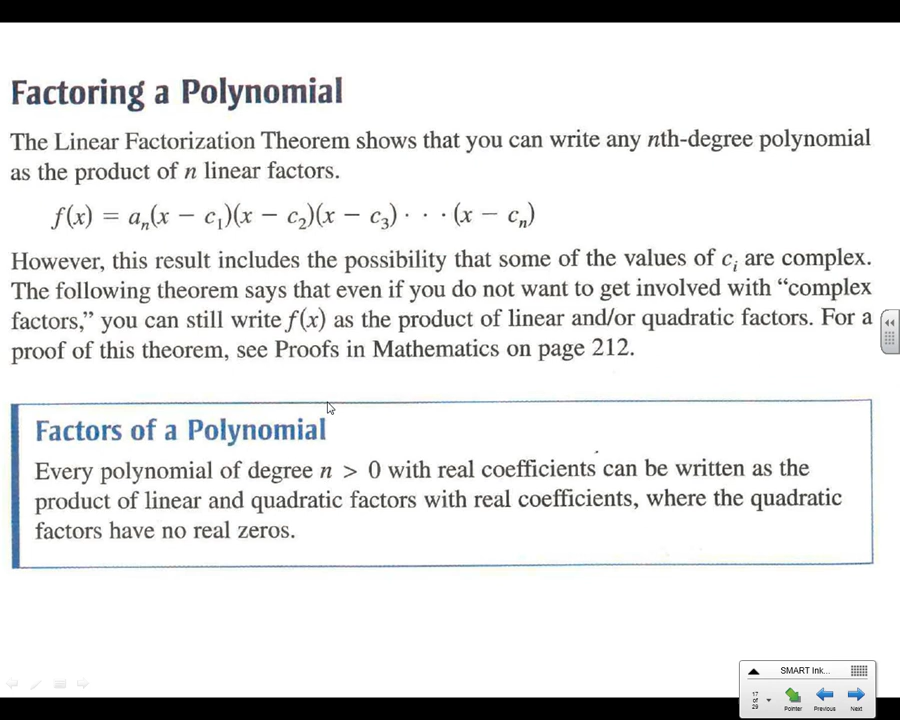 Factoring a Polynomial
The Linear Factorization Theorem shows that you can write any nth-degree polynomial
as the product of n linear factors.
f(x) = aₙ(x − c₁)(x − c₂)(x − c₃) · · · (x − cₙ)
However, this result includes the possibility that some of the values of cᵢ are complex.
The following theorem says that even if you do not want to get involved with “complex
factors,” you can still write f(x) as the product of linear and/or quadratic factors. For a
proof of this theorem, see Proofs in Mathematics on page 212.
Factors of a Polynomial
Every polynomial of degree n > 0 with real coefficients can be written as the
product of linear and quadratic factors with real coefficients, where the quadratic
factors have no real zeros.
SMART Ink...
17
of
29
Pointer
Previous
Next